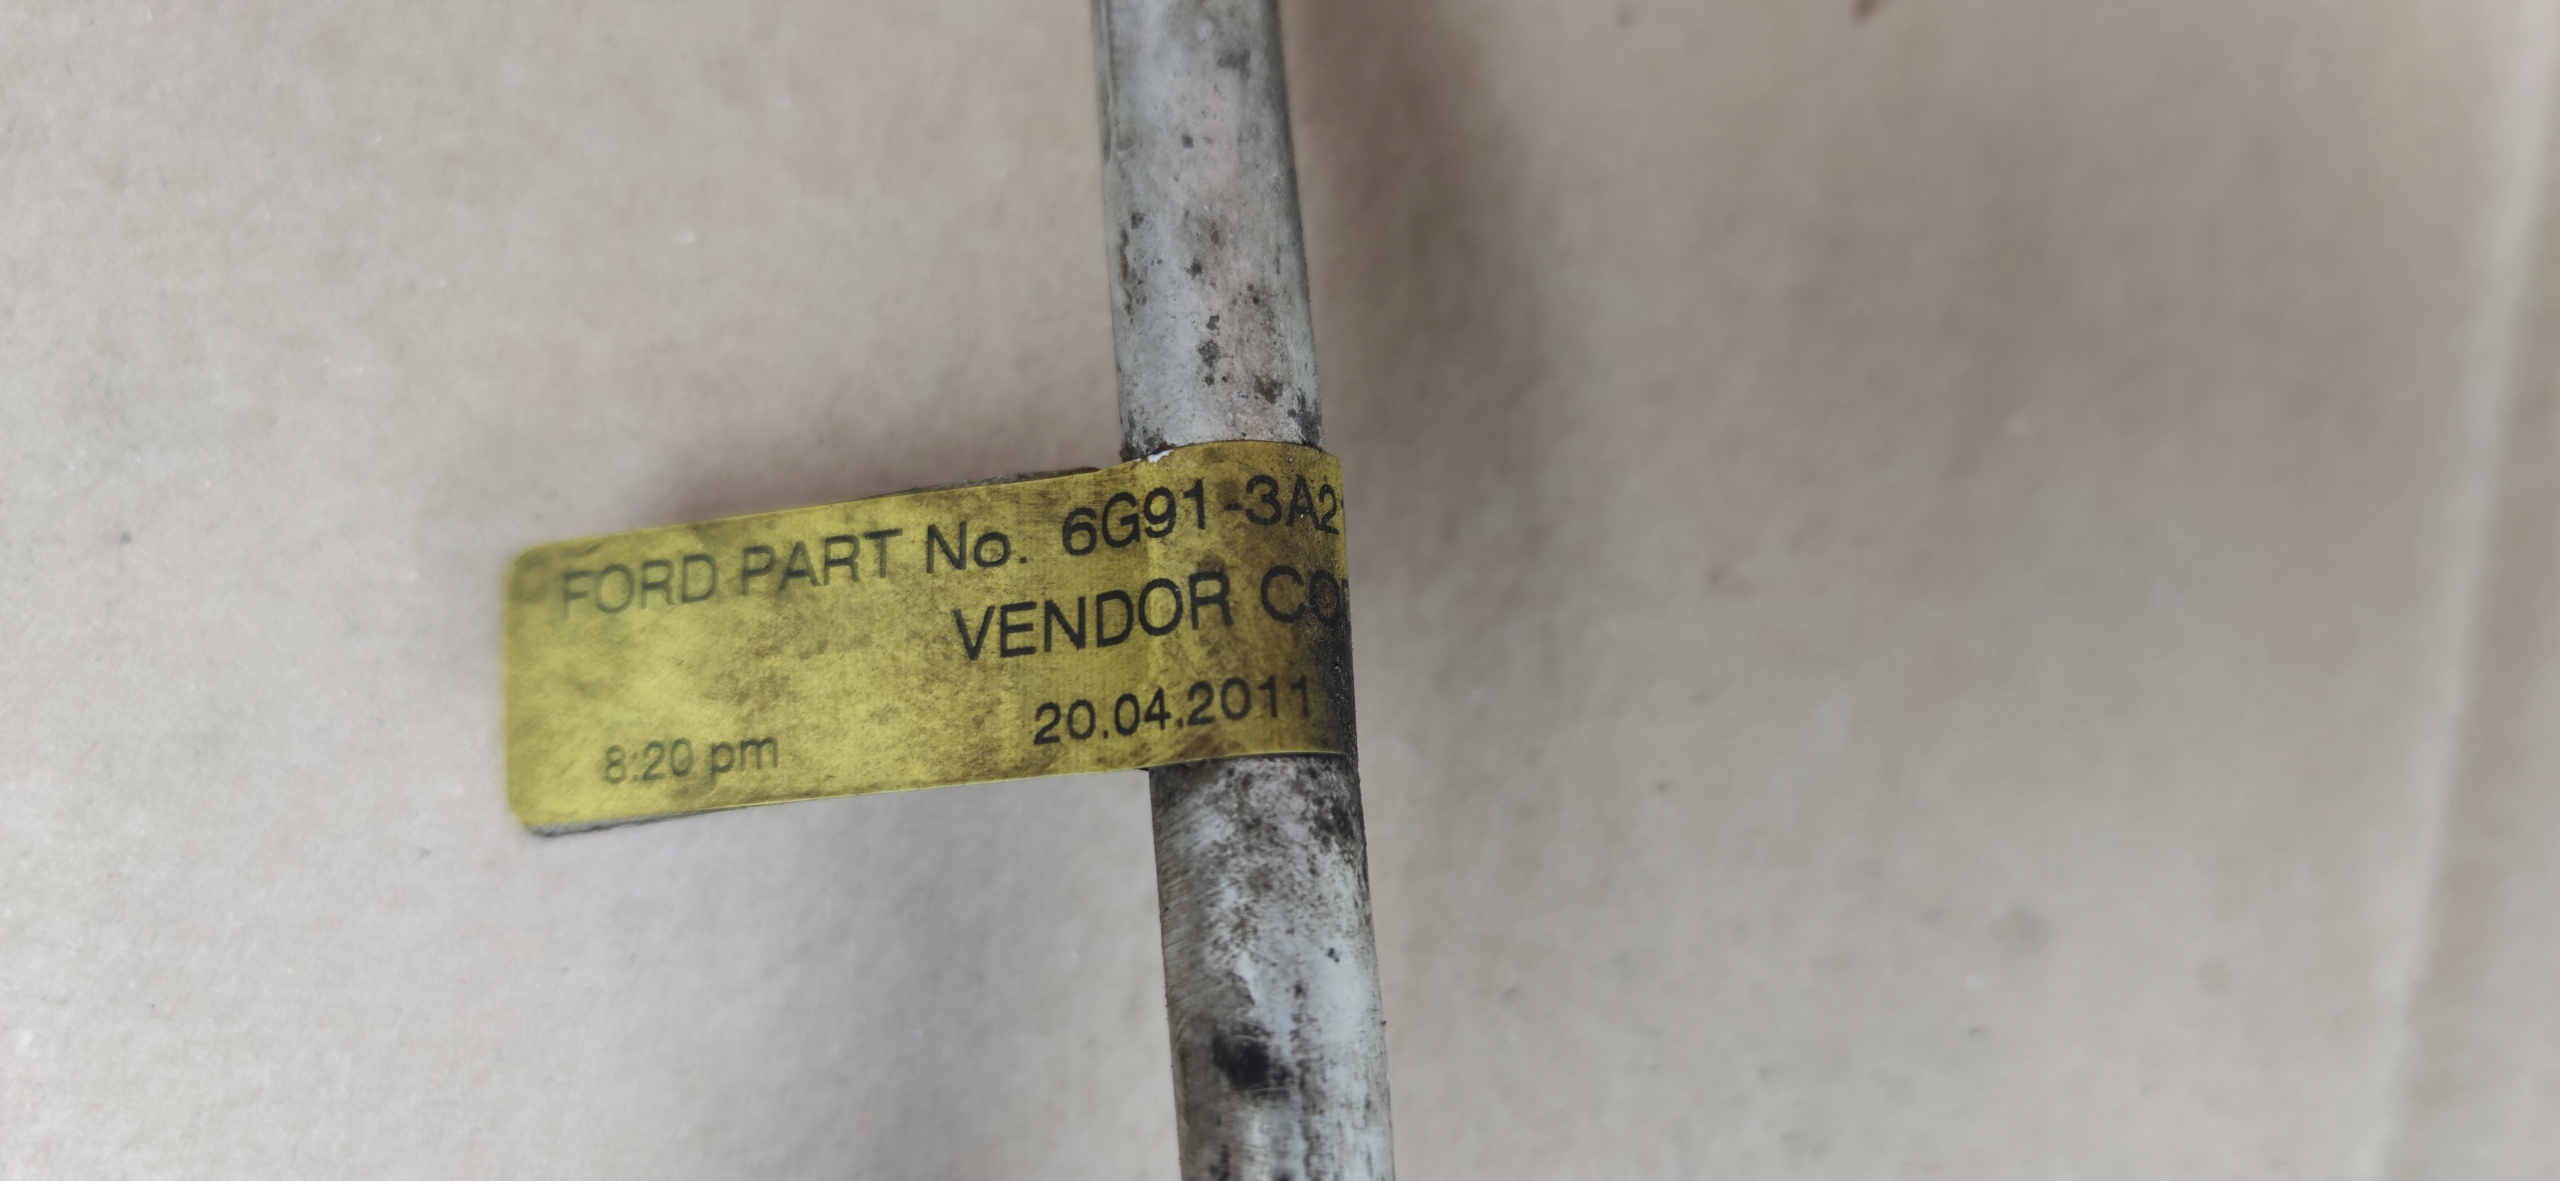 FORD PART No. 6G91-3A2
VENDOR CO
20.04.2011
8:20 pm